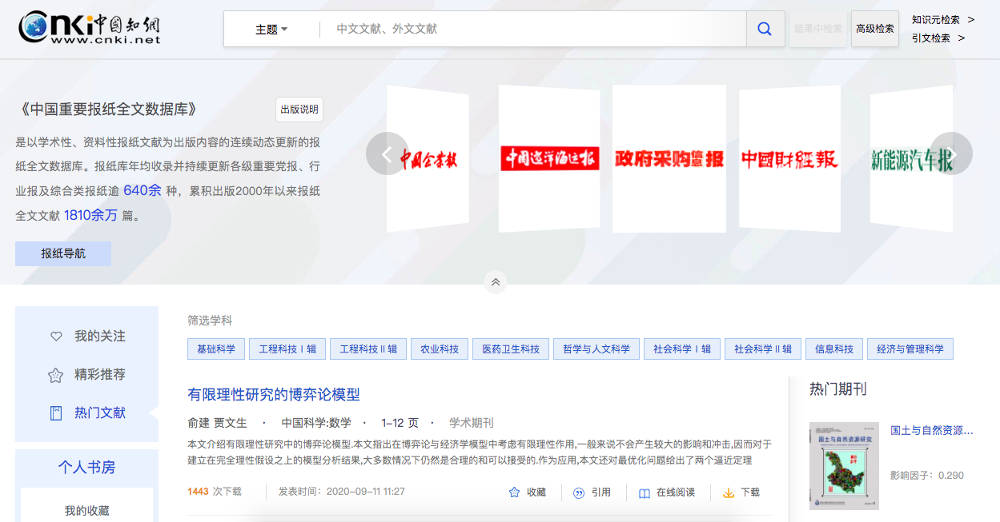 Cnki中国知网
www.cnki.net
主题
中文文献、外文文献
结果中检索
高级检索
知识元检索 >
引文检索 >
《中国重要报纸全文数据库》
出版说明
是以学术性、资料性报纸文献为出版内容的连续动态更新的报
纸全文数据库。报纸库年均收录并持续更新各级重要党报、行
业报及综合类报纸逾 640余 种，累积出版2000年以来报纸
全文文献 1810余万 篇。
报纸导航
中国企业报
中国远洋海运报
政府采购信息报
中國財經報
新能源汽车报
我的关注
精彩推荐
热门文献
个人书房
我的收藏
筛选学科
基础科学
工程科技Ⅰ辑
工程科技Ⅱ辑
农业科技
医药卫生科技
哲学与人文科学
社会科学Ⅰ辑
社会科学Ⅱ辑
信息科技
经济与管理科学
有限理性研究的博弈论模型
俞建 贾文生 · 中国科学:数学 · 1-12 页 · 学术期刊
本文介绍有限理性研究中的博弈论模型.本文指出在博弈论与经济学模型中考虑有限理性作用,一般来说不会产生较大的影响和冲击,因而对于
建立在完全理性假设之上的模型分析结果,大多数情况下仍然是合理的和可以接受的.作为应用,本文还对最优化问题给出了两个逼近定理
1443 次下载
发表时间：2020-09-11 11:27
收藏
引用
在线阅读
下载
热门期刊
国土与自然资源研究
国土与自然资源...
影响因子：0.290